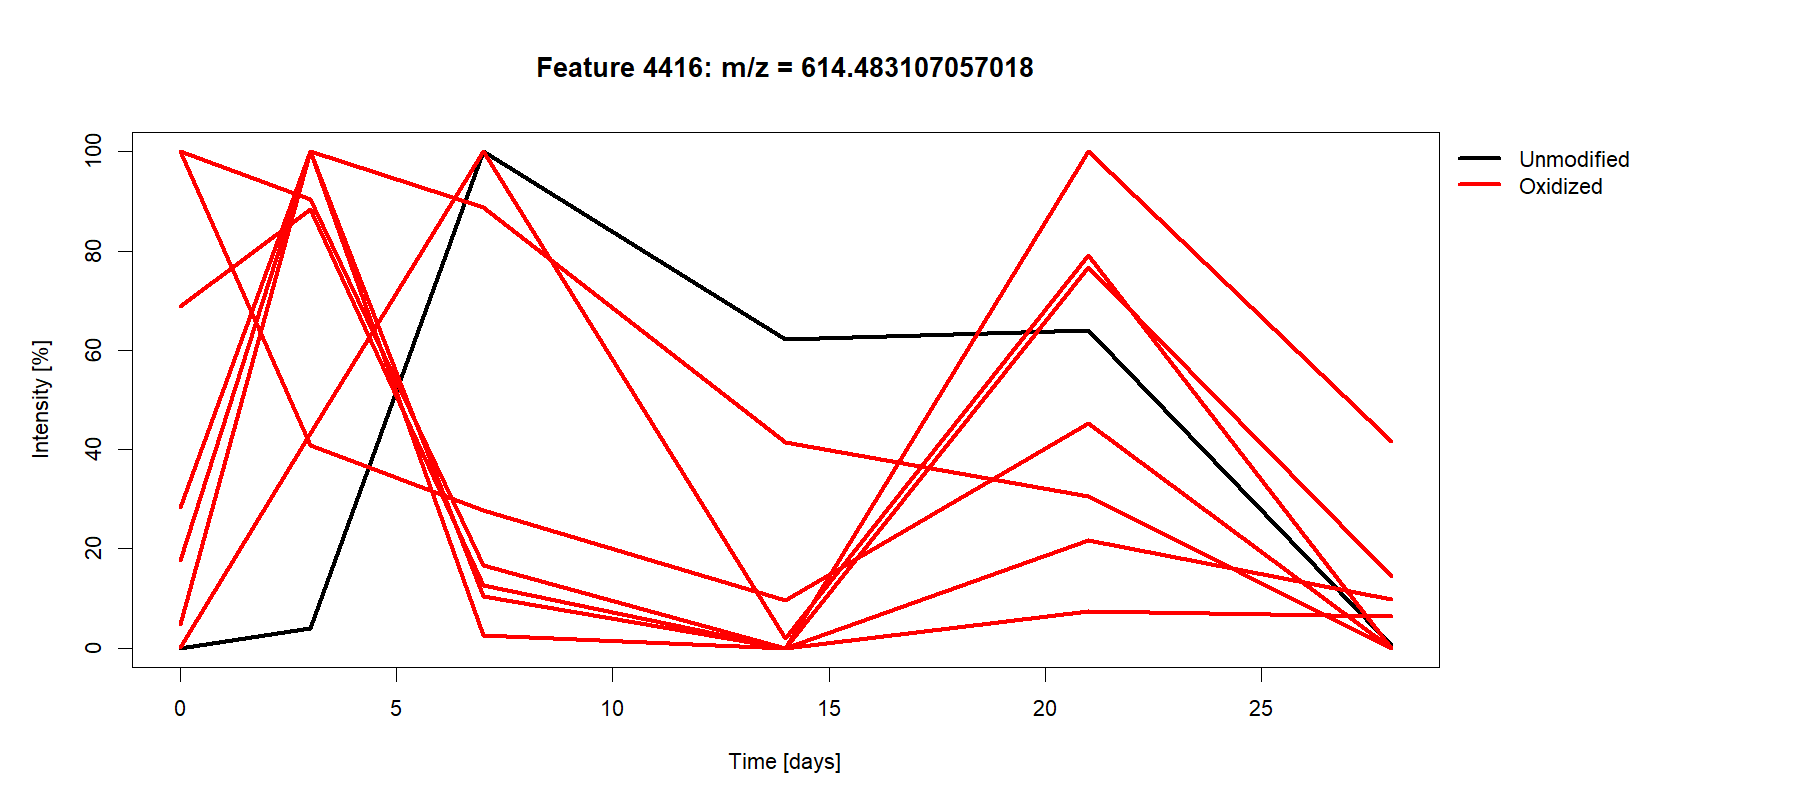 Feature 4416: m/z = 614.483107057018
Unmodified
Oxidized
Intensity [%]
100
80
60
40
20
0
0 5 10 15 20 25
Time [days]